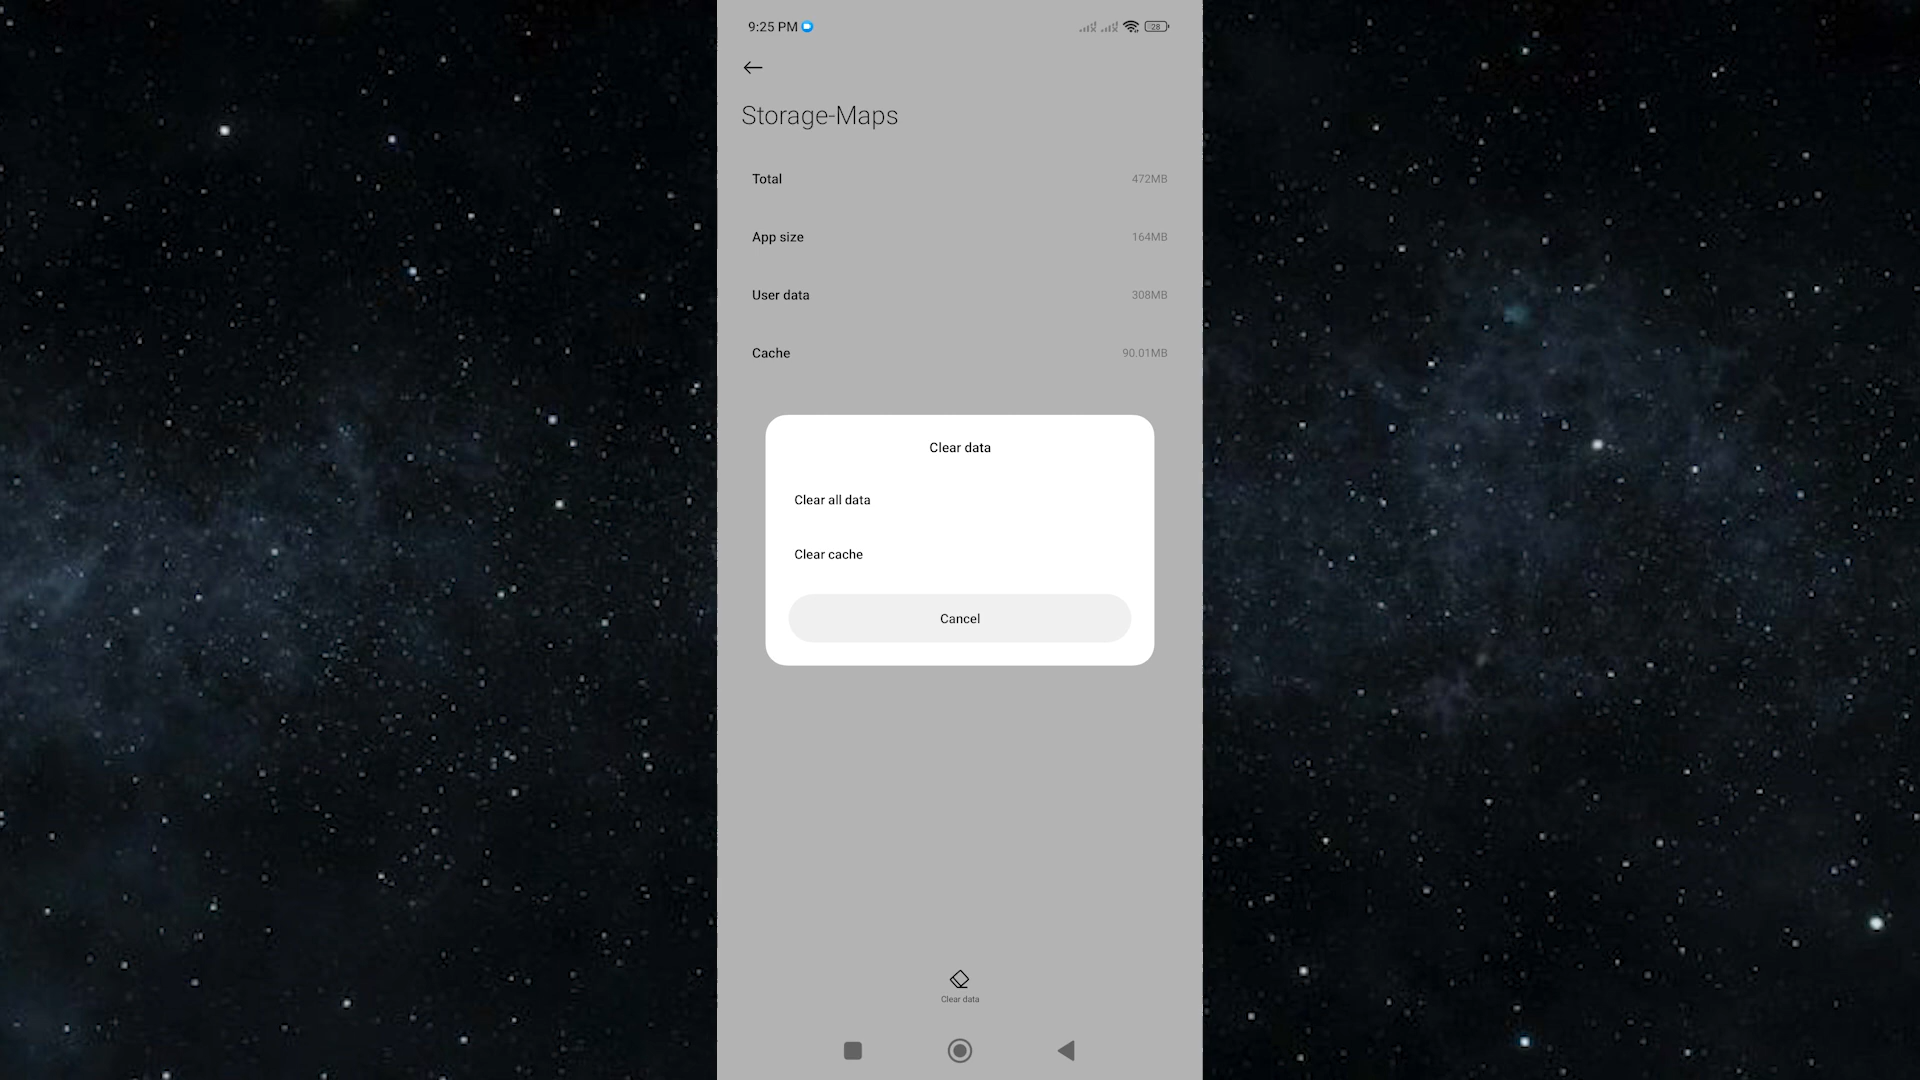 9:25 PM
28
Storage-Maps
Total 472MB
App size 164MB
User data 308MB
Cache 90.01MB
Clear data
Clear all data
Clear cache
Cancel
Clear data